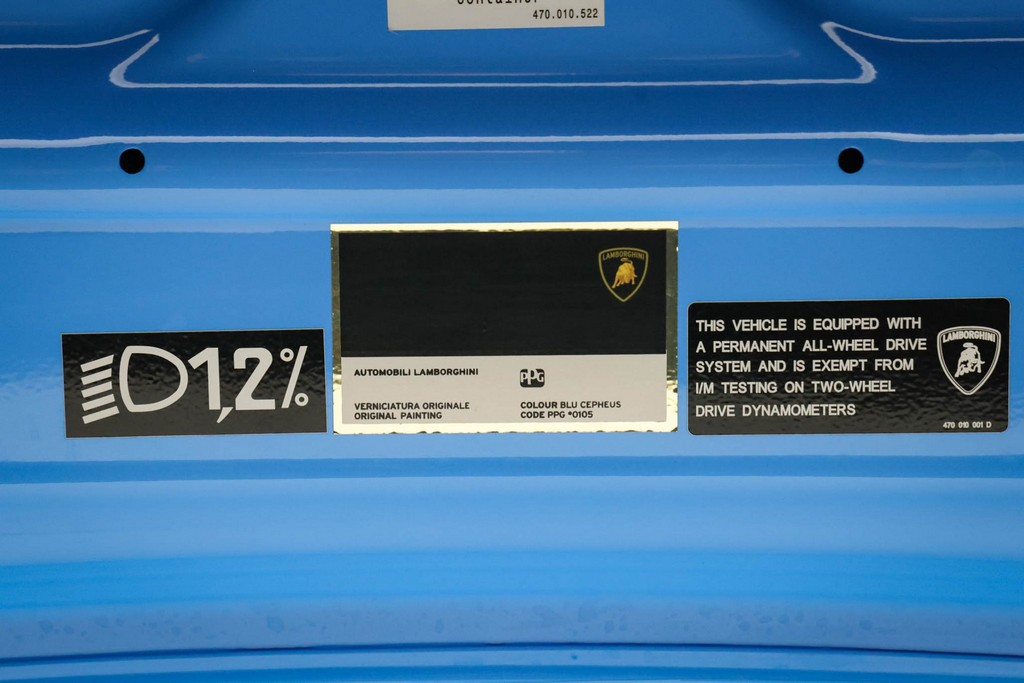 container
470.010.522
LAMBORGHINI
1,2%
AUTOMOBILI LAMBORGHINI
PPG
VERNICIATURA ORIGINALE
ORIGINAL PAINTING
COLOUR BLU CEPHEUS
CODE PPG *0105
THIS VEHICLE IS EQUIPPED WITH
A PERMANENT ALL-WHEEL DRIVE
SYSTEM AND IS EXEMPT FROM
I/M TESTING ON TWO-WHEEL
DRIVE DYNAMOMETERS
LAMBORGHINI
470 010 001 D